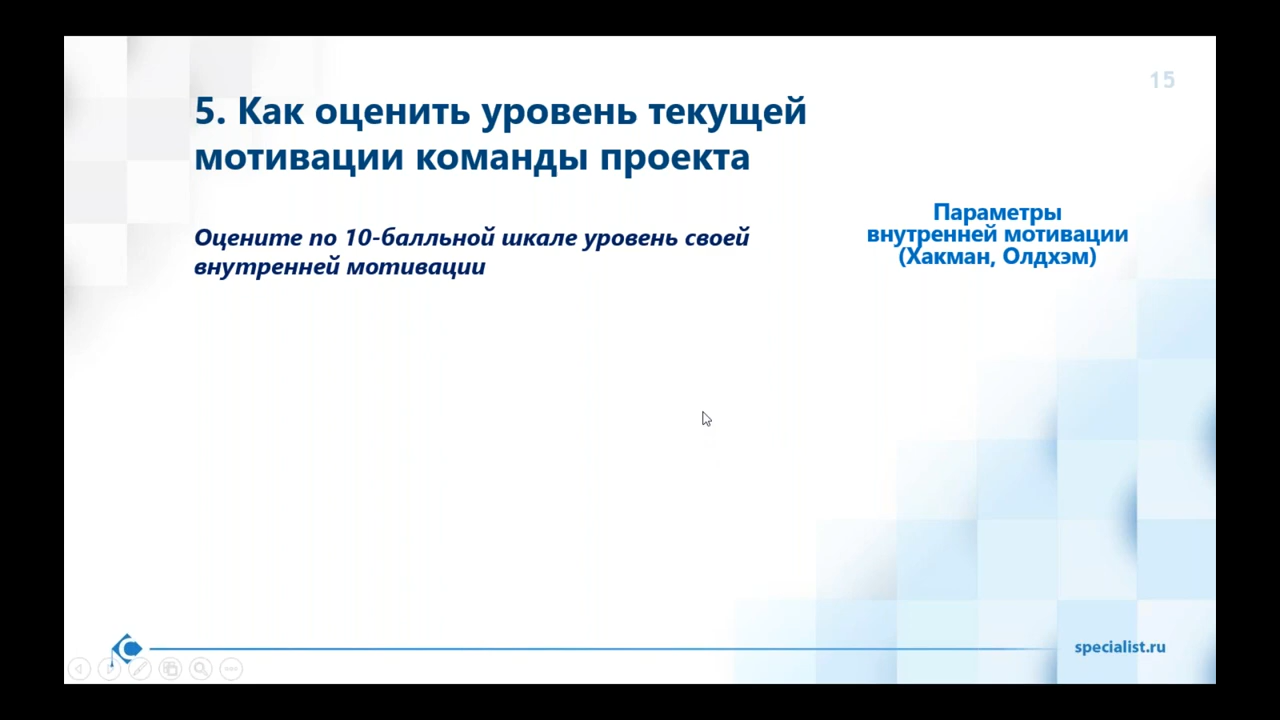 15
5. Как оценить уровень текущей
мотивации команды проекта
Оцените по 10-балльной шкале уровень своей
внутренней мотивации
Параметры
внутренней мотивации
(Хакман, Олдхэм)
specialist.ru